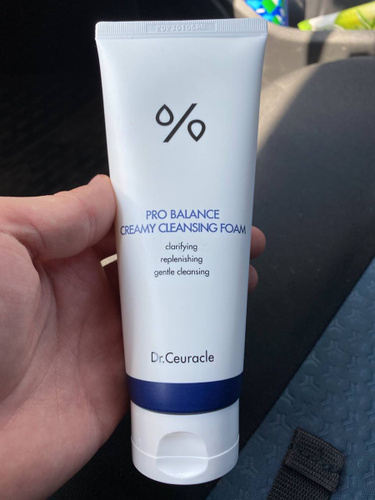 %
PRO BALANCE
CREAMY CLEANSING FOAM
clarifying
replenishing
gentle cleansing
Dr.Ceuracle